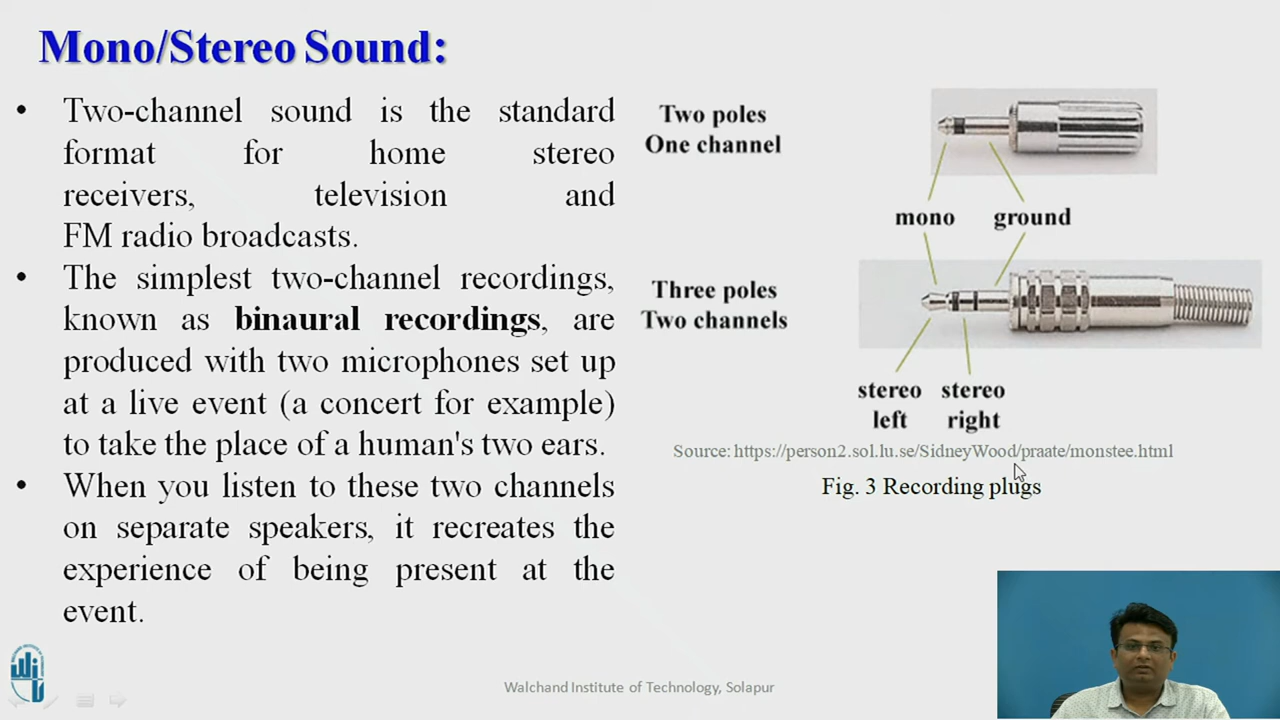 Mono/Stereo Sound:
• Two-channel sound is the standard
format for home stereo
receivers, television and
FM radio broadcasts.
• The simplest two-channel recordings,
known as binaural recordings, are
produced with two microphones set up
at a live event (a concert for example)
to take the place of a human's two ears.
• When you listen to these two channels
on separate speakers, it recreates the
experience of being present at the
event.
Two poles
One channel
mono ground
Three poles
Two channels
stereo stereo
left right
Source: https://person2.sol.lu.se/SidneyWood/praate/monstee.html
Fig. 3 Recording plugs
Walchand Institute of Technology, Solapur